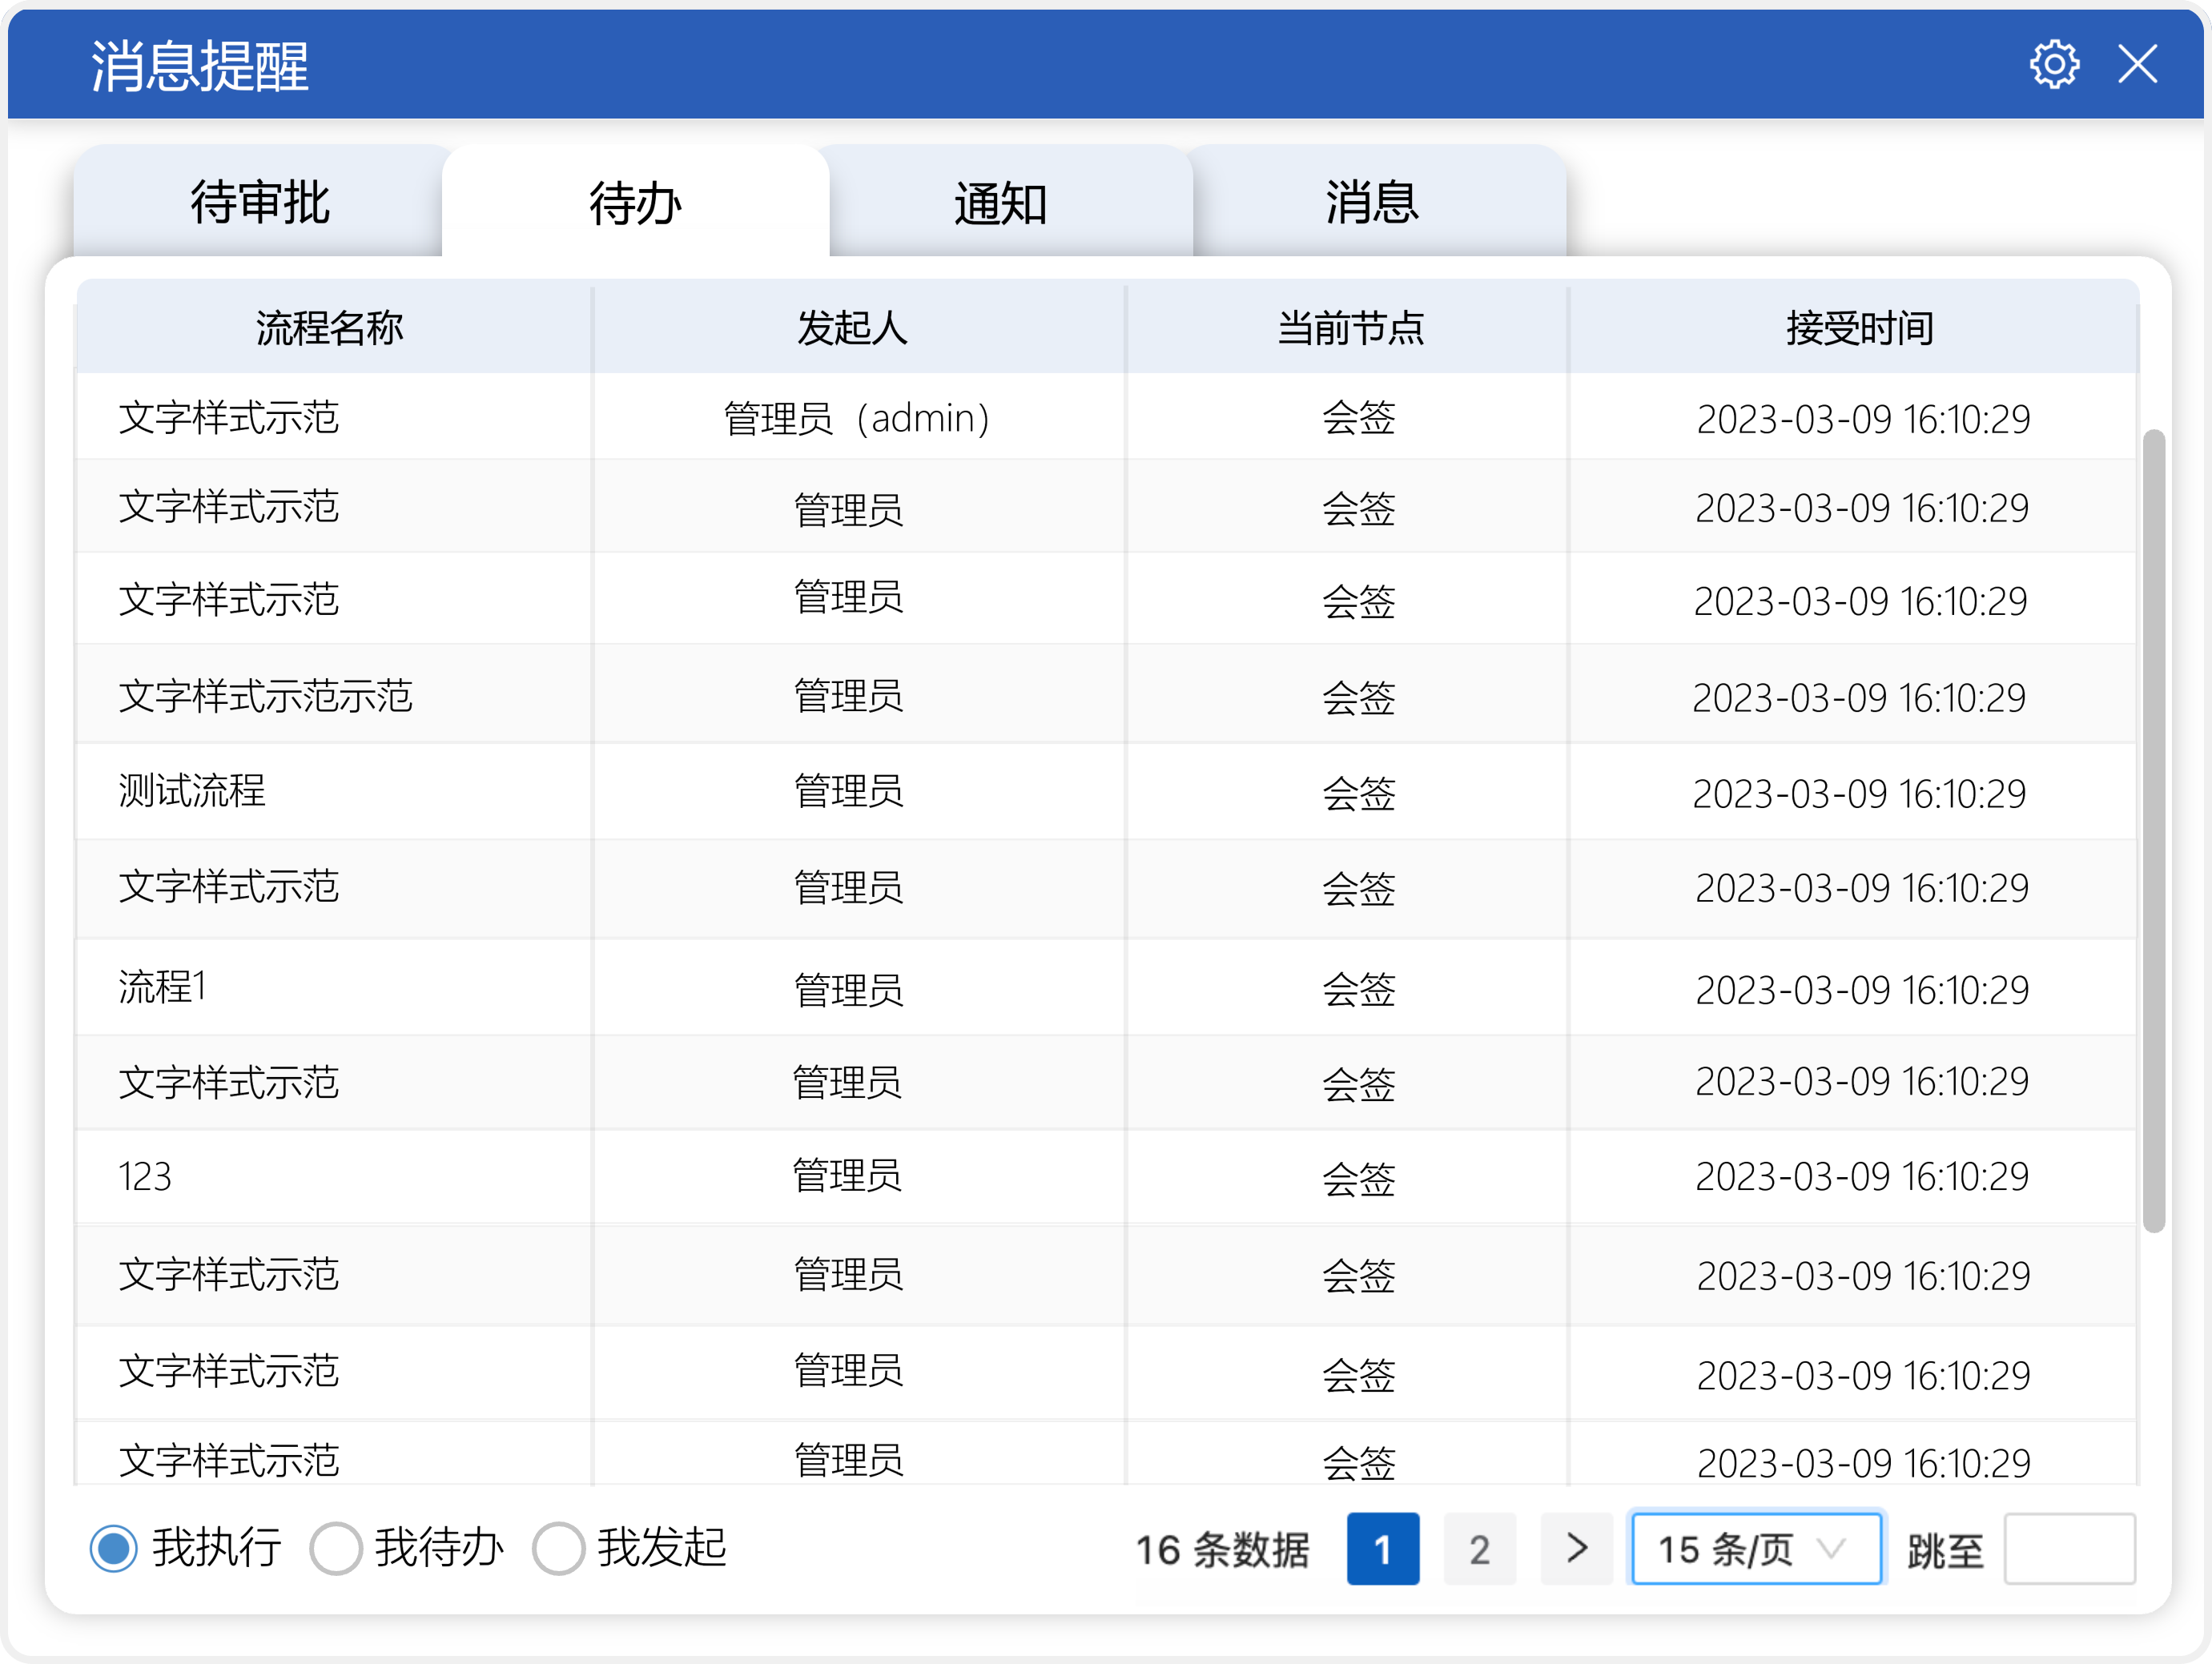 消息提醒
待审批 待办 通知 消息
流程名称 发起人 当前节点 接受时间
文字样式示范 管理员（admin） 会签 2023-03-09 16:10:29
文字样式示范 管理员 会签 2023-03-09 16:10:29
文字样式示范 管理员 会签 2023-03-09 16:10:29
文字样式示范示范 管理员 会签 2023-03-09 16:10:29
测试流程 管理员 会签 2023-03-09 16:10:29
文字样式示范 管理员 会签 2023-03-09 16:10:29
流程1 管理员 会签 2023-03-09 16:10:29
文字样式示范 管理员 会签 2023-03-09 16:10:29
123 管理员 会签 2023-03-09 16:10:29
文字样式示范 管理员 会签 2023-03-09 16:10:29
文字样式示范 管理员 会签 2023-03-09 16:10:29
文字样式示范 管理员 会签 2023-03-09 16:10:29
我执行 我待办 我发起 16 条数据 1 2 > 15 条/页 跳至